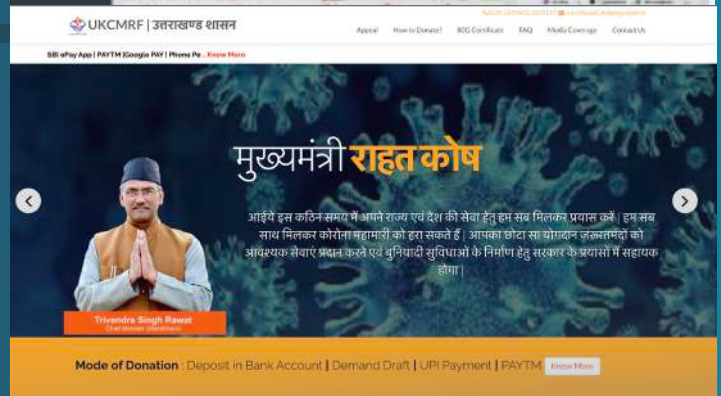 UKCMRF | उत्तराखण्ड शासन
Appeal How to Donate? 80G Certificate FAQ Media Coverage Contact Us
SBI ePay App | PAYTM |Google PAY | Phone Pe .. Know More
मुख्यमंत्री राहत कोष
आईये इस कठिन समय में अपने राज्य एवं देश की सेवा हेतु हम सब मिलकर प्रयास करें | हम सब
साथ मिलकर कोरोना महामारी को हरा सकते हैं | आपका छोटा सा योगदान जरूरतमंदों को
आवश्यक सेवाएं प्रदान करने एवं बुनियादी सुविधाओं के निर्माण हेतु सरकार के प्रयासों में सहायक
होगा |
Trivendra Singh Rawat
Chief Minister Uttarakhand
Mode of Donation : Deposit in Bank Account | Demand Draft | UPI Payment | PAYTM Know More